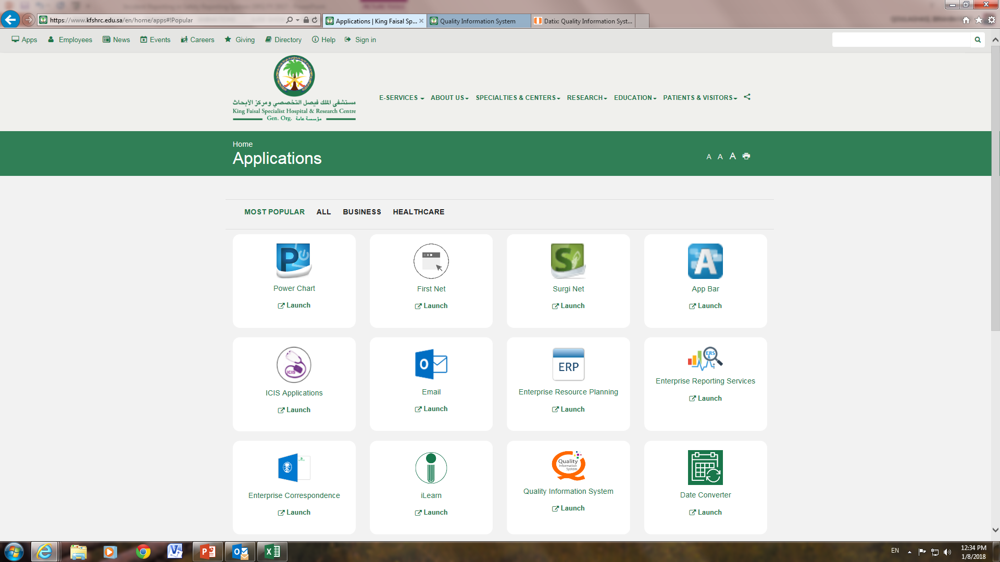 https://www.kfshrc.edu.sa/en/home/apps#!Popular
Applications | King Faisal Sp...
Quality Information System
Datix: Quality Information Syst...
Apps Employees News Events Careers Giving Directory Help Sign in
مستشفى الملك فيصل التخصصي ومركز الأبحاث
King Faisal Specialist Hospital & Research Centre
Gen. Org. مؤسسة عامة
E-SERVICES ABOUT US SPECIALTIES & CENTERS RESEARCH EDUCATION PATIENTS & VISITORS
Home
Applications
A A A
MOST POPULAR ALL BUSINESS HEALTHCARE
P
Power Chart
Launch
First Net
Launch
S
Surgi Net
Launch
A
App Bar
Launch
ICIS
ICIS Applications
Launch
O
Email
Launch
ERP
Enterprise Resource Planning
Launch
ERS
Enterprise Reporting Services
Launch
Enterprise Correspondence
Launch
iLearn
Launch
Quality
Information
System
Quality Information System
Launch
Date Converter
Launch
EN
12:34 PM
1/8/2018